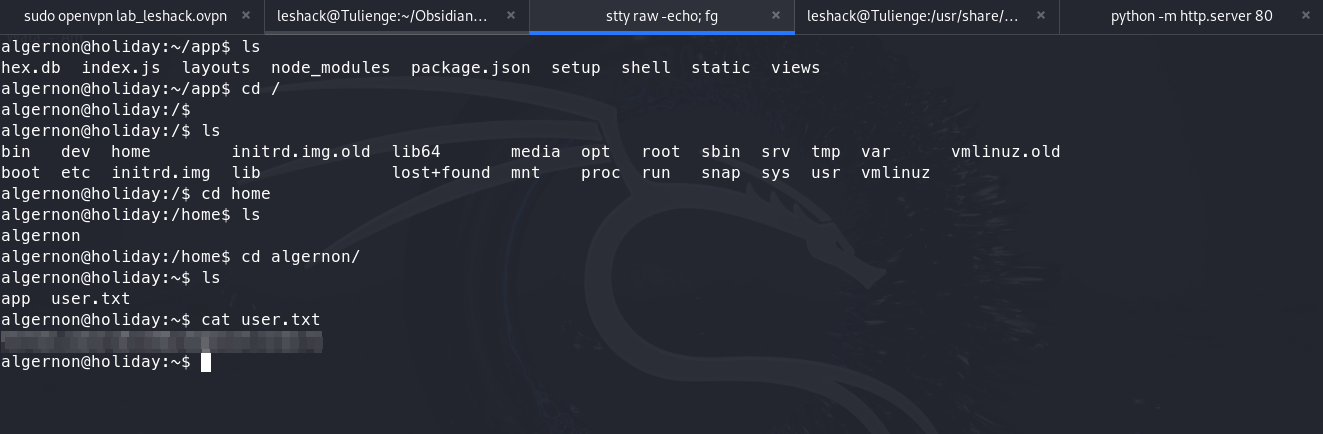 sudo openvpn lab_leshack.ovpn × leshack@Tulienge:~/Obsidian... × stty raw -echo; fg × leshack@Tulienge:/usr/share/... × python -m http.server 80 ×
algernon@holiday:~/app$ ls
hex.db index.js layouts node_modules package.json setup shell static views
algernon@holiday:~/app$ cd /
algernon@holiday:/$
algernon@holiday:/$ ls
bin dev home initrd.img.old lib64 media opt root sbin srv tmp var vmlinuz.old
boot etc initrd.img lib lost+found mnt proc run snap sys usr vmlinuz
algernon@holiday:/$ cd home
algernon@holiday:/home$ ls
algernon
algernon@holiday:/home$ cd algernon/
algernon@holiday:~$ ls
app user.txt
algernon@holiday:~$ cat user.txt
algernon@holiday:~$